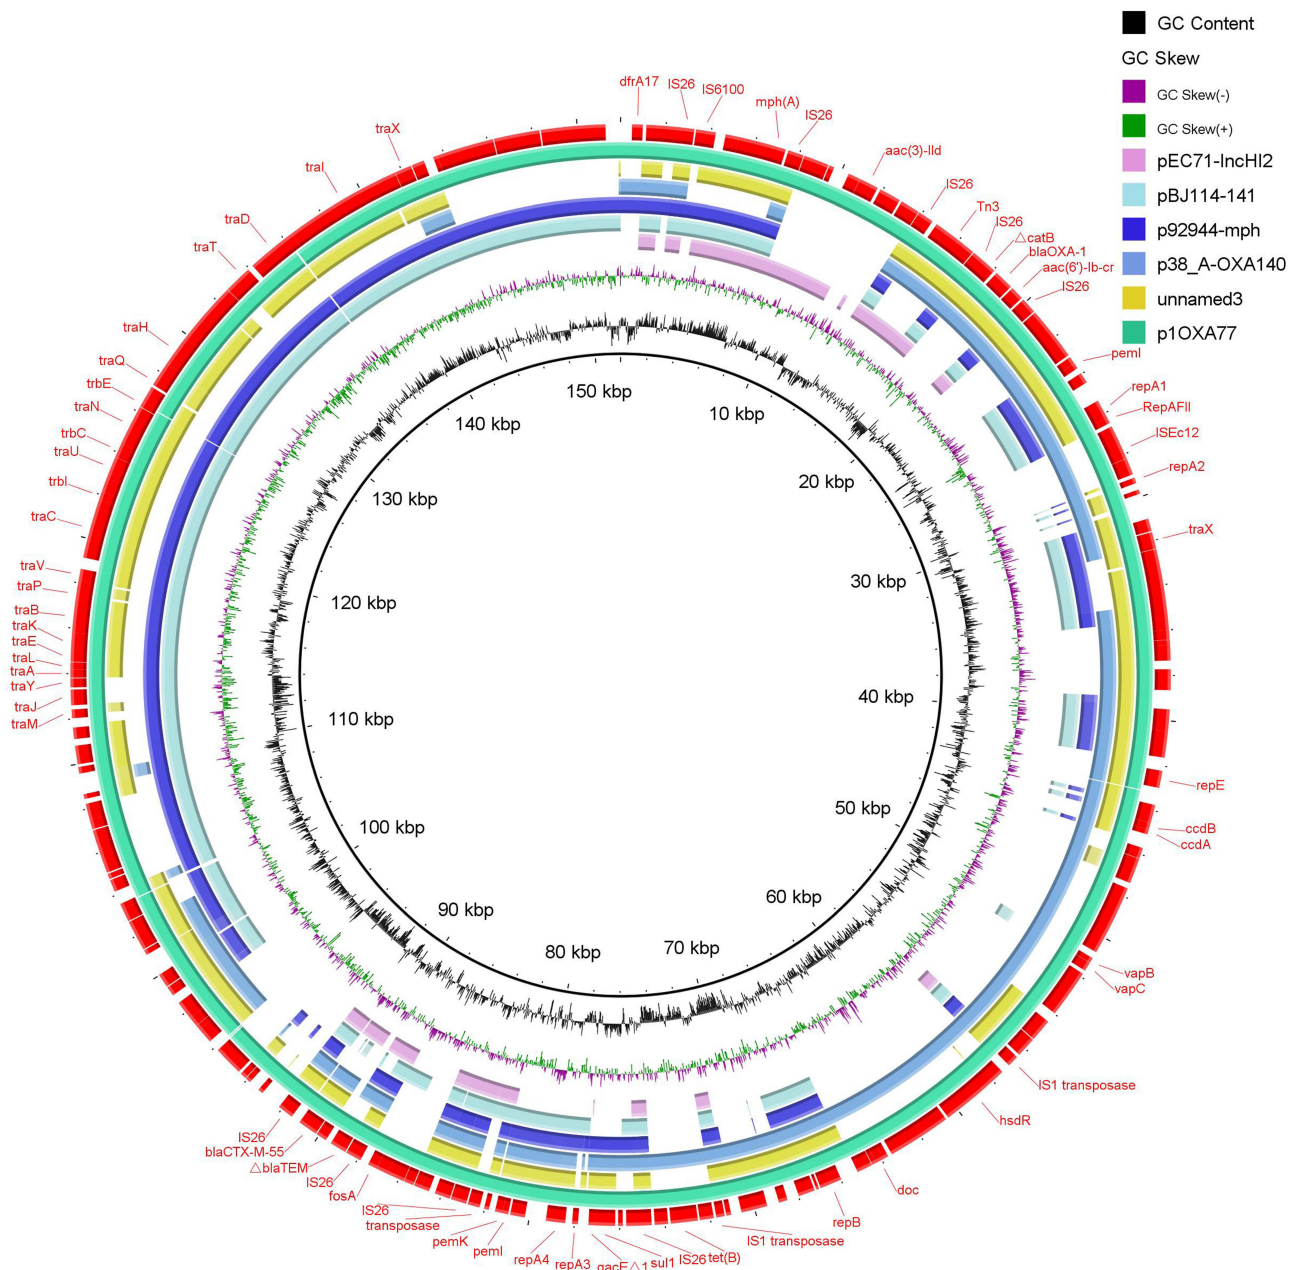 GC Content
GC Skew
GC Skew(-)
GC Skew(+)
pEC71-IncHI2
pBJ114-141
p92944-mph
p38_A-OXA140
unnamed3
p1OXA77
dfrA17
IS26
IS6100
mph(A)
IS26
aac(3)-IId
IS26
Tn3
IS26
△catB
blaOXA-1
aac(6')-Ib-cr
IS26
pemI
repA1
RepAFII
ISEc12
repA2
traX
repE
ccdB
ccdA
vapB
vapC
IS1 transposase
hsdR
doc
repB
IS1 transposase
tet(B)
IS26
sul1
qacE△1
repA3
repA4
pemI
pemK
transposase
IS26
fosA
IS26
△blaTEM
blaCTX-M-55
IS26
traM
traJ
traY
traA
traL
traE
traK
traB
traP
traV
traC
trbI
traU
trbC
traN
trbE
traQ
traH
traT
traD
traI
traX
10 kbp
20 kbp
30 kbp
40 kbp
50 kbp
60 kbp
70 kbp
80 kbp
90 kbp
100 kbp
110 kbp
120 kbp
130 kbp
140 kbp
150 kbp